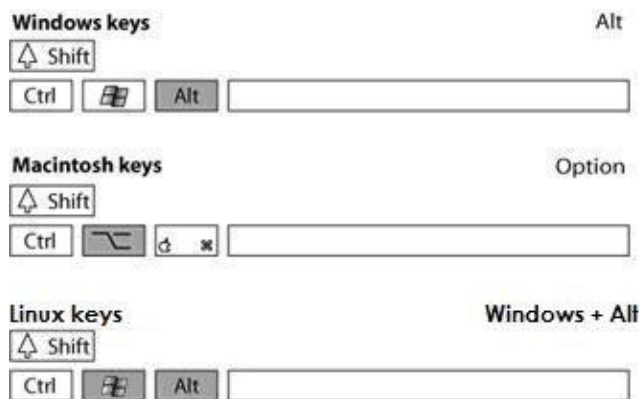 Windows keys Alt
Shift
Ctrl Alt
Macintosh keys Option
Shift
Ctrl ⌥ ⌘
Linux keys Windows + Alt
Shift
Ctrl Alt